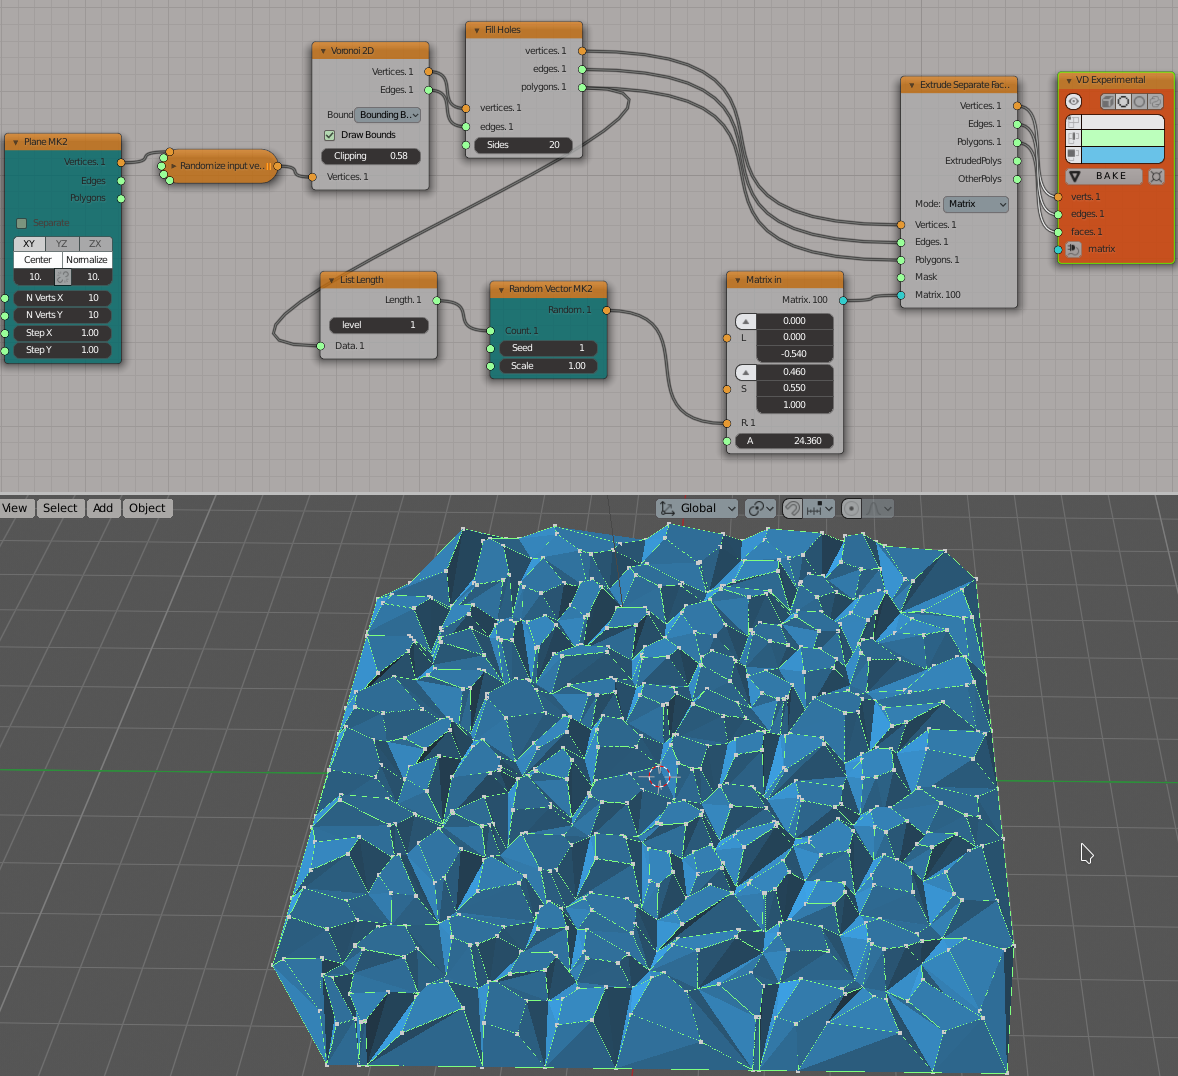 Plane MK2
Vertices. 1
Edges
Polygons
Separate
XY YZ ZX
Center Normalize
10. 10.
N Verts X 10
N Verts Y 10
Step X 1.00
Step Y 1.00
Randomize input ve..
Voronoi 2D
Vertices. 1
Edges. 1
Bound Bounding B..
Draw Bounds
Clipping 0.58
Vertices. 1
Fill Holes
vertices. 1
edges. 1
polygons. 1
vertices. 1
edges. 1
Sides 20
List Length
Length. 1
level 1
Data. 1
Random Vector MK2
Random. 1
Count. 1
Seed 1
Scale 1.00
Matrix in
Matrix. 100
0.000
L 0.000
-0.540
0.460
S 0.550
1.000
R. 1
A 24.360
Extrude Separate Fac..
Vertices. 1
Edges. 1
Polygons. 1
ExtrudedPolys
OtherPolys
Mode: Matrix
Vertices. 1
Edges. 1
Polygons. 1
Mask
Matrix. 100
VD Experimental
BAKE
verts. 1
edges. 1
faces. 1
matrix
View Select Add Object Global